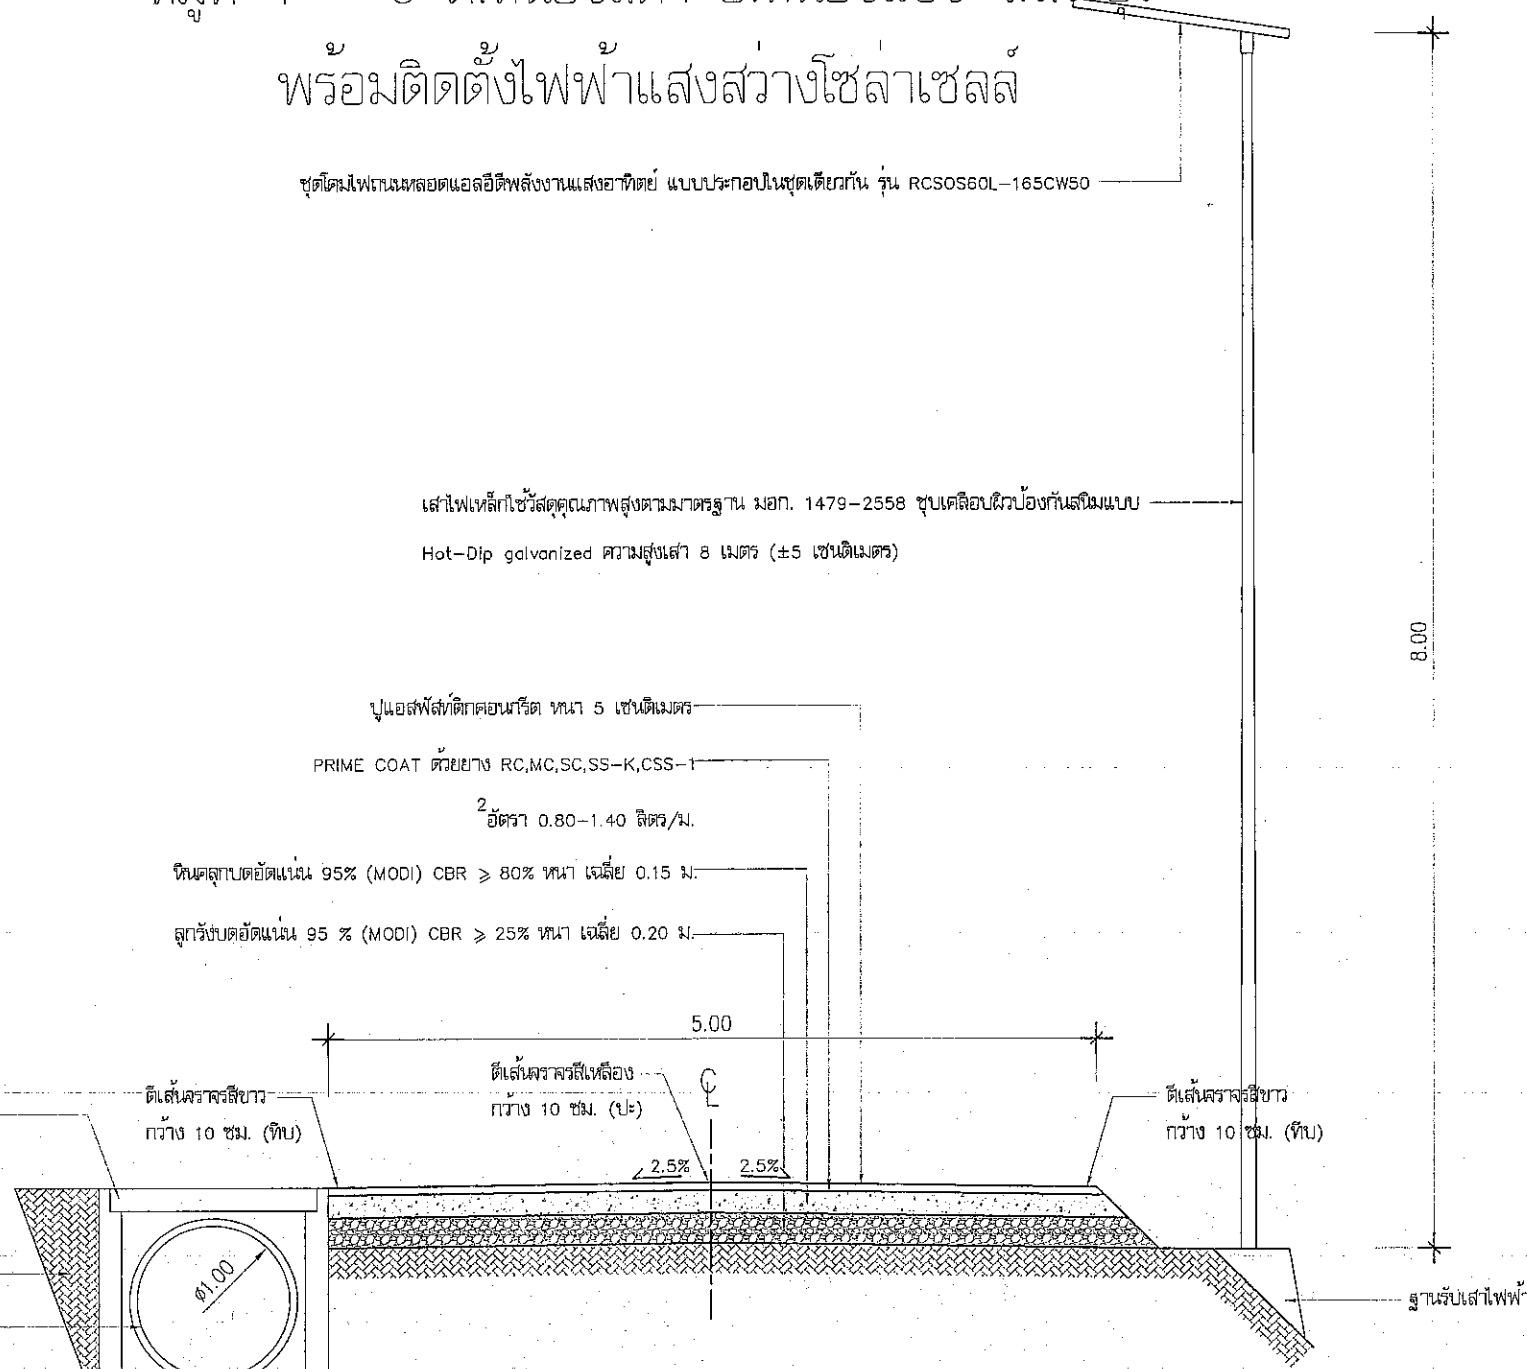 พร้อมติดตั้งไฟฟ้าแสงสว่างโซล่าเซลล์
ชุดโคมไฟถนนหลอดแอลอีดีพลังงานแสงอาทิตย์ แบบประกอบในชุดเดียวกัน รุ่น RCSOS60L-165CW50
เสาไฟเหล็กใช้วัสดุคุณภาพสูงตามมาตรฐาน มอก. 1479-2558 ชุบเคลือบผิวป้องกันสนิมแบบ
Hot-Dip galvanized ความสูงเสา 8 เมตร (±5 เซนติเมตร)
8.00
ปูแอสฟัสท์ติกคอนกรีต หนา 5 เซนติเมตร
PRIME COAT ด้วยยาง RC,MC,SC,SS-K,CSS-1
2
อัตรา 0.80-1.40 ลิตร/ม.
หินคลุกบดอัดแน่น 95% (MODI) CBR ⩾ 80% หนา เฉลี่ย 0.15 ม.
ลูกรังบดอัดแน่น 95 % (MODI) CBR ⩾ 25% หนา เฉลี่ย 0.20 ม.
5.00
ตีเส้นจราจรสีขาว
กว้าง 10 ซม. (ทึบ)
ตีเส้นจราจรสีเหลือง
กว้าง 10 ซม. (ปะ)
℄
ตีเส้นจราจรสีขาว
กว้าง 10 ซม. (ทึบ)
2.5%
2.5%
ø1.00
ฐานรับเสาไฟฟ้า